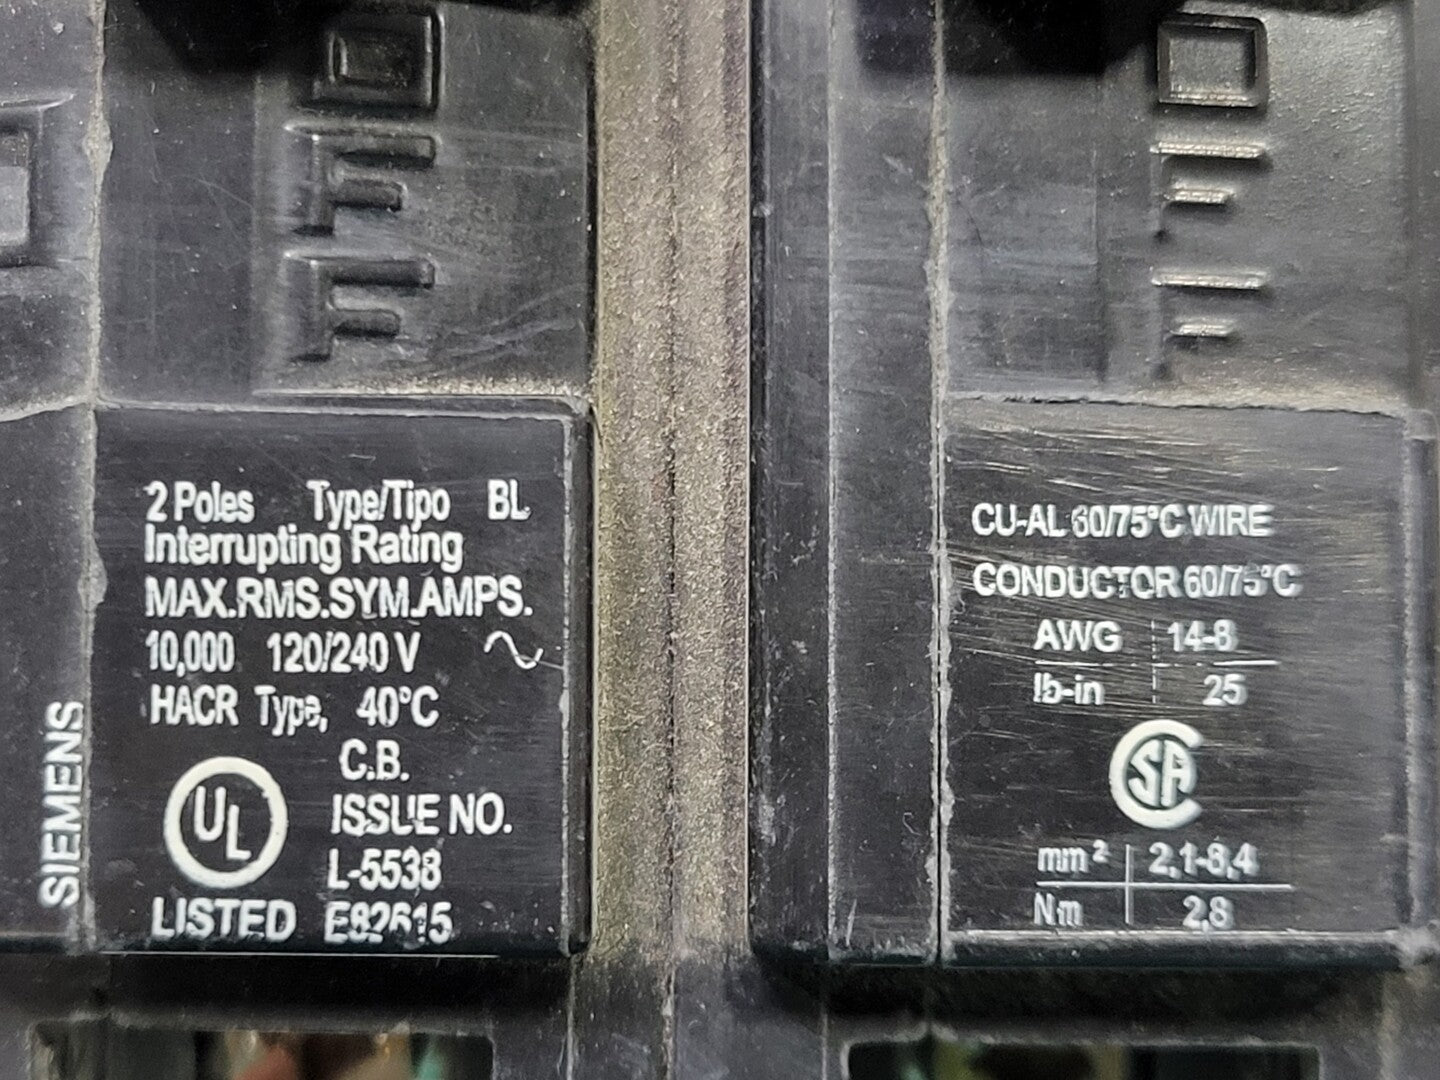 OFF
OFF
SIEMENS
2 Poles Type/Tipo BL
Interrupting Rating
MAX.RMS.SYM.AMPS.
10,000 120/240 V ~
HACR Type, 40°C
C.B.
UL
ISSUE NO.
L-5538
LISTED E82615
CU-AL 60/75°C WIRE
CONDUCTOR 60/75°C
AWG 14-8
lb-in 25
CSA
mm² 2,1-8,4
N·m 2,8